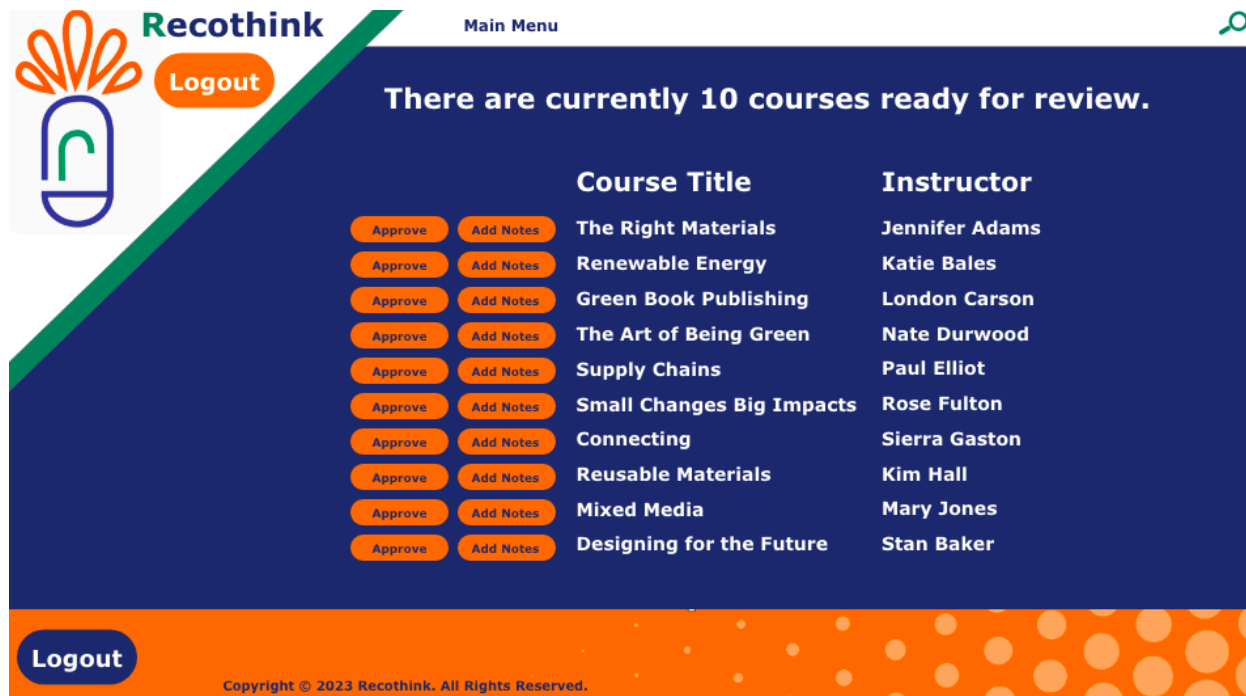 Recothink
Main Menu
Logout
There are currently 10 courses ready for review.
Course Title Instructor
Approve Add Notes The Right Materials Jennifer Adams
Approve Add Notes Renewable Energy Katie Bales
Approve Add Notes Green Book Publishing London Carson
Approve Add Notes The Art of Being Green Nate Durwood
Approve Add Notes Supply Chains Paul Elliot
Approve Add Notes Small Changes Big Impacts Rose Fulton
Approve Add Notes Connecting Sierra Gaston
Approve Add Notes Reusable Materials Kim Hall
Approve Add Notes Mixed Media Mary Jones
Approve Add Notes Designing for the Future Stan Baker
Logout
Copyright © 2023 Recothink. All Rights Reserved.